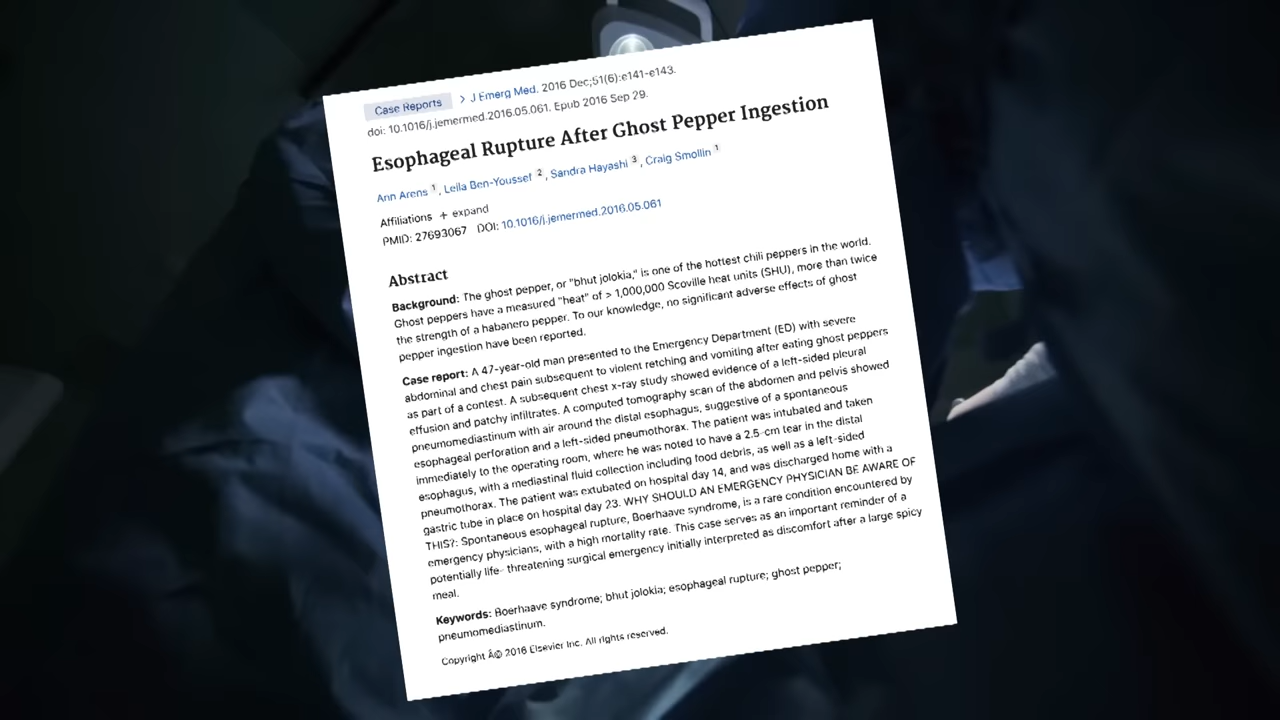 Case Reports > J Emerg Med. 2016 Dec;51(6):e141-e143.
doi: 10.1016/j.jemermed.2016.05.061. Epub 2016 Sep 29.
Esophageal Rupture After Ghost Pepper Ingestion
Ann Arens 1, Leila Ben-Youssef 2, Sandra Hayashi 3, Craig Smollin 1
Affiliations + expand
PMID: 27693067 DOI: 10.1016/j.jemermed.2016.05.061
Abstract
Background: The ghost pepper, or "bhut jolokia," is one of the hottest chili peppers in the world.
Ghost peppers have a measured "heat" of > 1,000,000 Scoville heat units (SHU), more than twice
the strength of a habanero pepper. To our knowledge, no significant adverse effects of ghost
pepper ingestion have been reported.
Case report: A 47-year-old man presented to the Emergency Department (ED) with severe
abdominal and chest pain subsequent to violent retching and vomiting after eating ghost peppers
as part of a contest. A subsequent chest x-ray study showed evidence of a left-sided pleural
effusion and patchy infiltrates. A computed tomography scan of the abdomen and pelvis showed
pneumomediastinum with air around the distal esophagus, suggestive of a spontaneous
esophageal perforation and a left-sided pneumothorax. The patient was intubated and taken
immediately to the operating room, where he was noted to have a 2.5-cm tear in the distal
esophagus, with a mediastinal fluid collection including food debris, as well as a left-sided
pneumothorax. The patient was extubated on hospital day 14, and was discharged home with a
gastric tube in place on hospital day 23. WHY SHOULD AN EMERGENCY PHYSICIAN BE AWARE OF
THIS?: Spontaneous esophageal rupture, Boerhaave syndrome, is a rare condition encountered by
emergency physicians, with a high mortality rate. This case serves as an important reminder of a
potentially life- threatening surgical emergency initially interpreted as discomfort after a large spicy
meal.
Keywords: Boerhaave syndrome; bhut jolokia; esophageal rupture; ghost pepper;
pneumomediastinum.
Copyright Â© 2016 Elsevier Inc. All rights reserved.